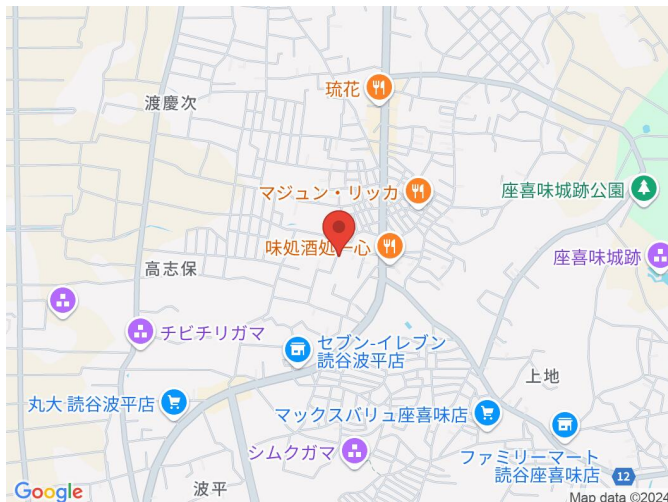 琉花
渡慶次
マジュン・リッカ
座喜味城跡公園
味処酒処一心
座喜味城跡
高志保
チビチリガマ
セブン-イレブン
読谷波平店
上地
丸大 読谷波平店
マックスバリュ座喜味店
シムクガマ
ファミリーマート
読谷座喜味店
12
波平
Google
Map data ©2024